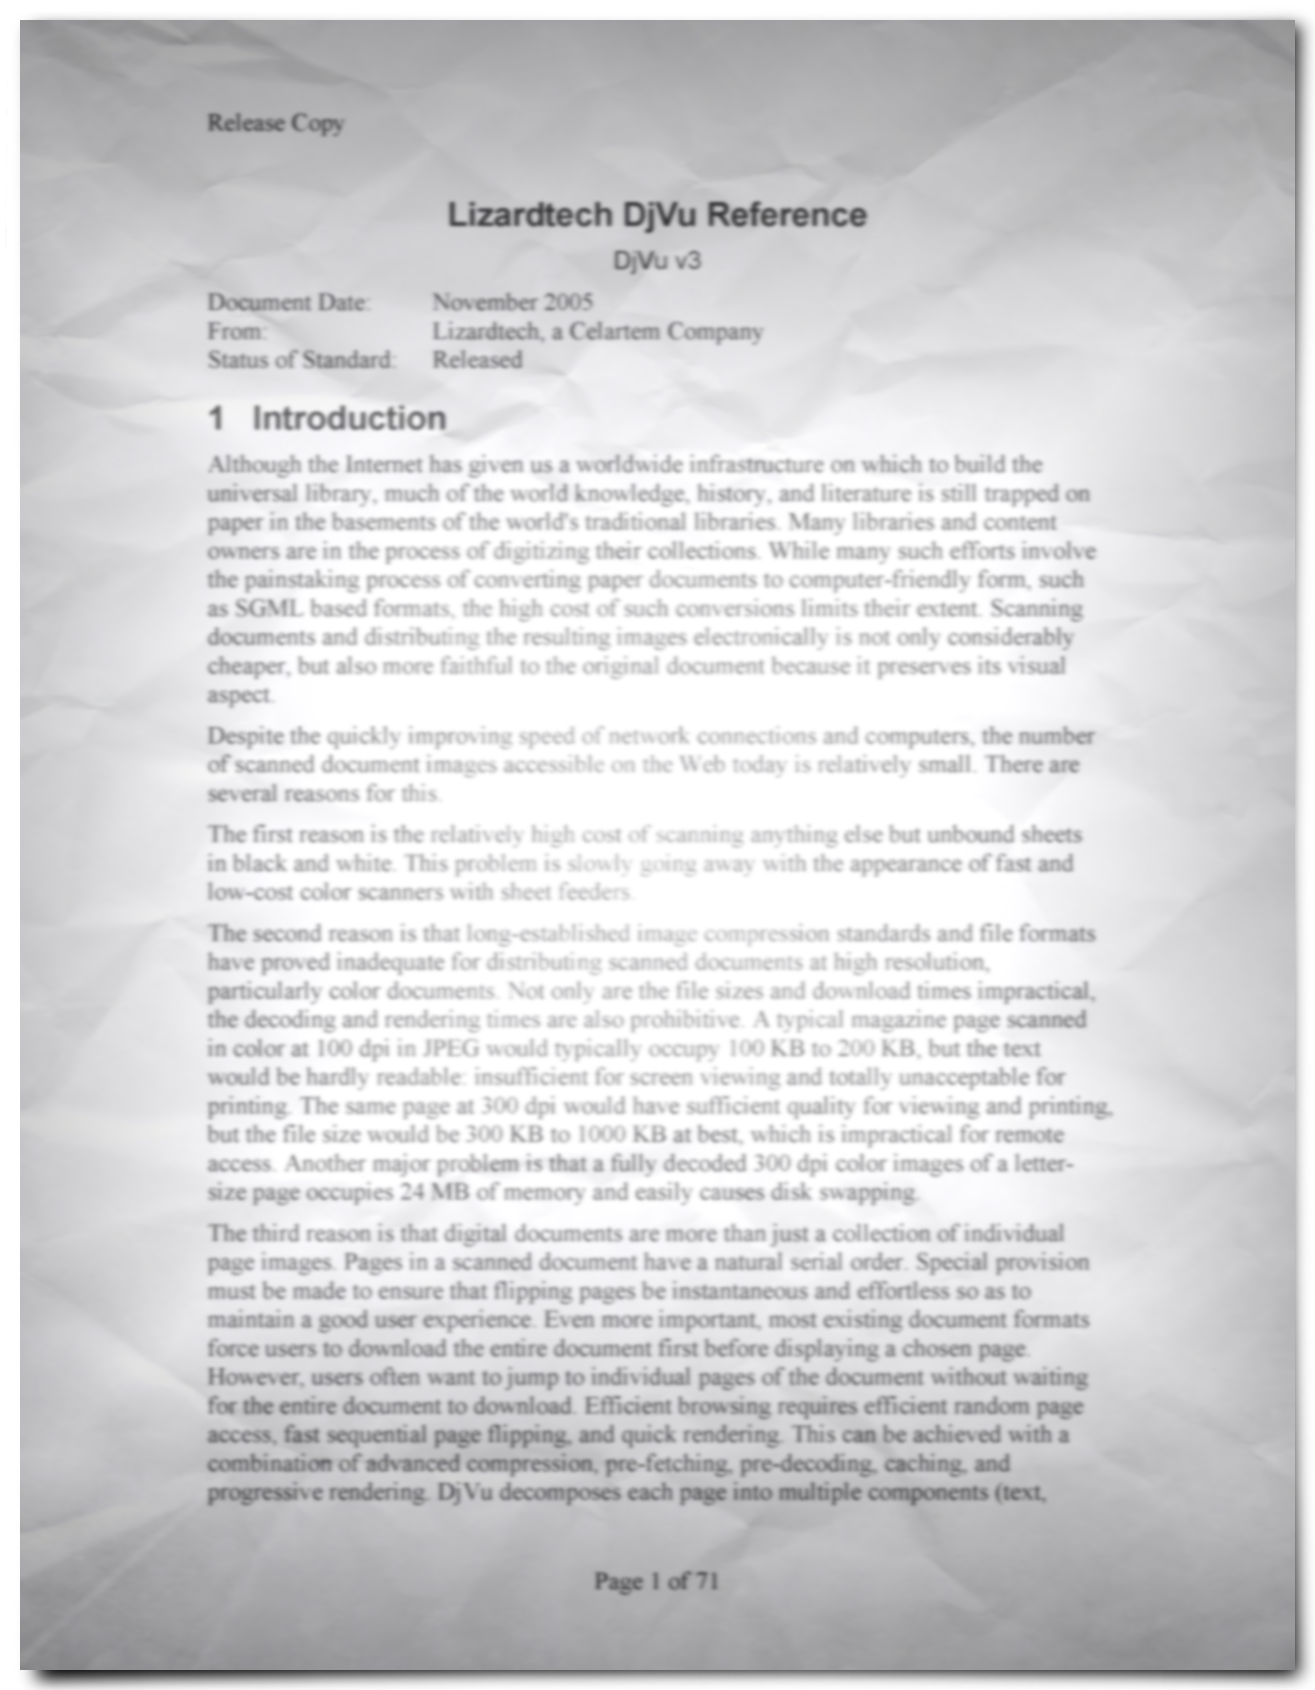 Release Copy
Lizardtech DjVu Reference
DjVu v3
Document Date: November 2005
From: Lizardtech, a Celartem Company
Status of Standard: Released
1 Introduction
Although the Internet has given us a worldwide infrastructure on which to build the
universal library, much of the world knowledge, history, and literature is still trapped on
paper in the basements of the world's traditional libraries. Many libraries and content
owners are in the process of digitizing their collections. While many such efforts involve
the painstaking process of converting paper documents to computer-friendly form, such
as SGML based formats, the high cost of such conversions limits their extent. Scanning
documents and distributing the resulting images electronically is not only considerably
cheaper, but also more faithful to the original document because it preserves its visual
aspect.
Despite the quickly improving speed of network connections and computers, the number
of scanned document images accessible on the Web today is relatively small. There are
several reasons for this.
The first reason is the relatively high cost of scanning anything else but unbound sheets
in black and white. This problem is slowly going away with the appearance of fast and
low-cost color scanners with sheet feeders.
The second reason is that long-established image compression standards and file formats
have proved inadequate for distributing scanned documents at high resolution,
particularly color documents. Not only are the file sizes and download times impractical,
the decoding and rendering times are also prohibitive. A typical magazine page scanned
in color at 100 dpi in JPEG would typically occupy 100 KB to 200 KB, but the text
would be hardly readable: insufficient for screen viewing and totally unacceptable for
printing. The same page at 300 dpi would have sufficient quality for viewing and printing,
but the file size would be 300 KB to 1000 KB at best, which is impractical for remote
access. Another major problem is that a fully decoded 300 dpi color images of a letter-
size page occupies 24 MB of memory and easily causes disk swapping.
The third reason is that digital documents are more than just a collection of individual
page images. Pages in a scanned document have a natural serial order. Special provision
must be made to ensure that flipping pages be instantaneous and effortless so as to
maintain a good user experience. Even more important, most existing document formats
force users to download the entire document first before displaying a chosen page.
However, users often want to jump to individual pages of the document without waiting
for the entire document to download. Efficient browsing requires efficient random page
access, fast sequential page flipping, and quick rendering. This can be achieved with a
combination of advanced compression, pre-fetching, pre-decoding, caching, and
progressive rendering. DjVu decomposes each page into multiple components (text,
Page 1 of 71